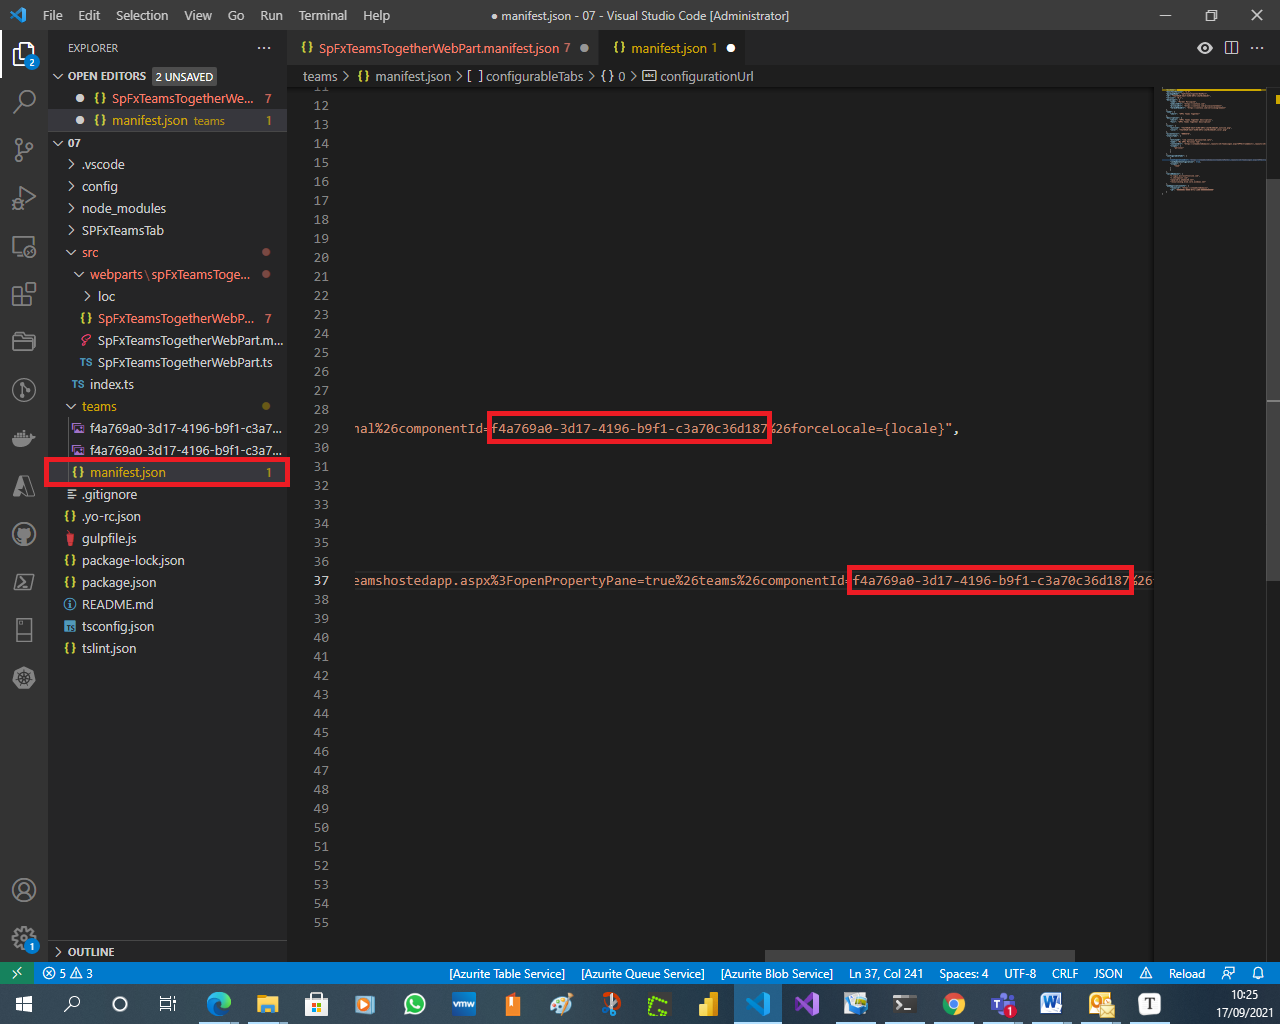 File Edit Selection View Go Run Terminal Help
● manifest.json - 07 - Visual Studio Code [Administrator]
EXPLORER
SpFxTeamsTogetherWebPart.manifest.json 7
manifest.json 1
OPEN EDITORS 2 UNSAVED
teams > {} manifest.json > [ ] configurableTabs > {} 0 > abc configurationUrl
{} SpFxTeamsTogetherWe... 7
{} manifest.json teams 1
07
.vscode
config
node_modules
SPFxTeamsTab
src
webparts\spFxTeamsToge...
loc
{} SpFxTeamsTogetherWebP... 7
SpFxTeamsTogetherWebPart.m...
TS SpFxTeamsTogetherWebPart.ts
TS index.ts
teams
f4a769a0-3d17-4196-b9f1-c3a7...
f4a769a0-3d17-4196-b9f1-c3a7...
{} manifest.json 1
.gitignore
{} .yo-rc.json
gulpfile.js
{} package-lock.json
{} package.json
README.md
tsconfig.json
{} tslint.json
OUTLINE
11
12
13
14
15
16
17
18
19
20
21
22
23
24
25
26
27
28
29 nal%26componentId=f4a769a0-3d17-4196-b9f1-c3a70c36d187%26forceLocale={locale}",
30
31
32
33
34
35
36
37 eamshostedapp.aspx%3FopenPropertyPane=true%26teams%26componentId=f4a769a0-3d17-4196-b9f1-c3a70c36d187%26
38
39
40
41
42
43
44
45
46
47
48
49
50
51
52
53
54
55
2
1
5 3 [Azurite Table Service] [Azurite Queue Service] [Azurite Blob Service] Ln 37, Col 241 Spaces: 4 UTF-8 CRLF JSON Reload
vmw
T
10:25
17/09/2021